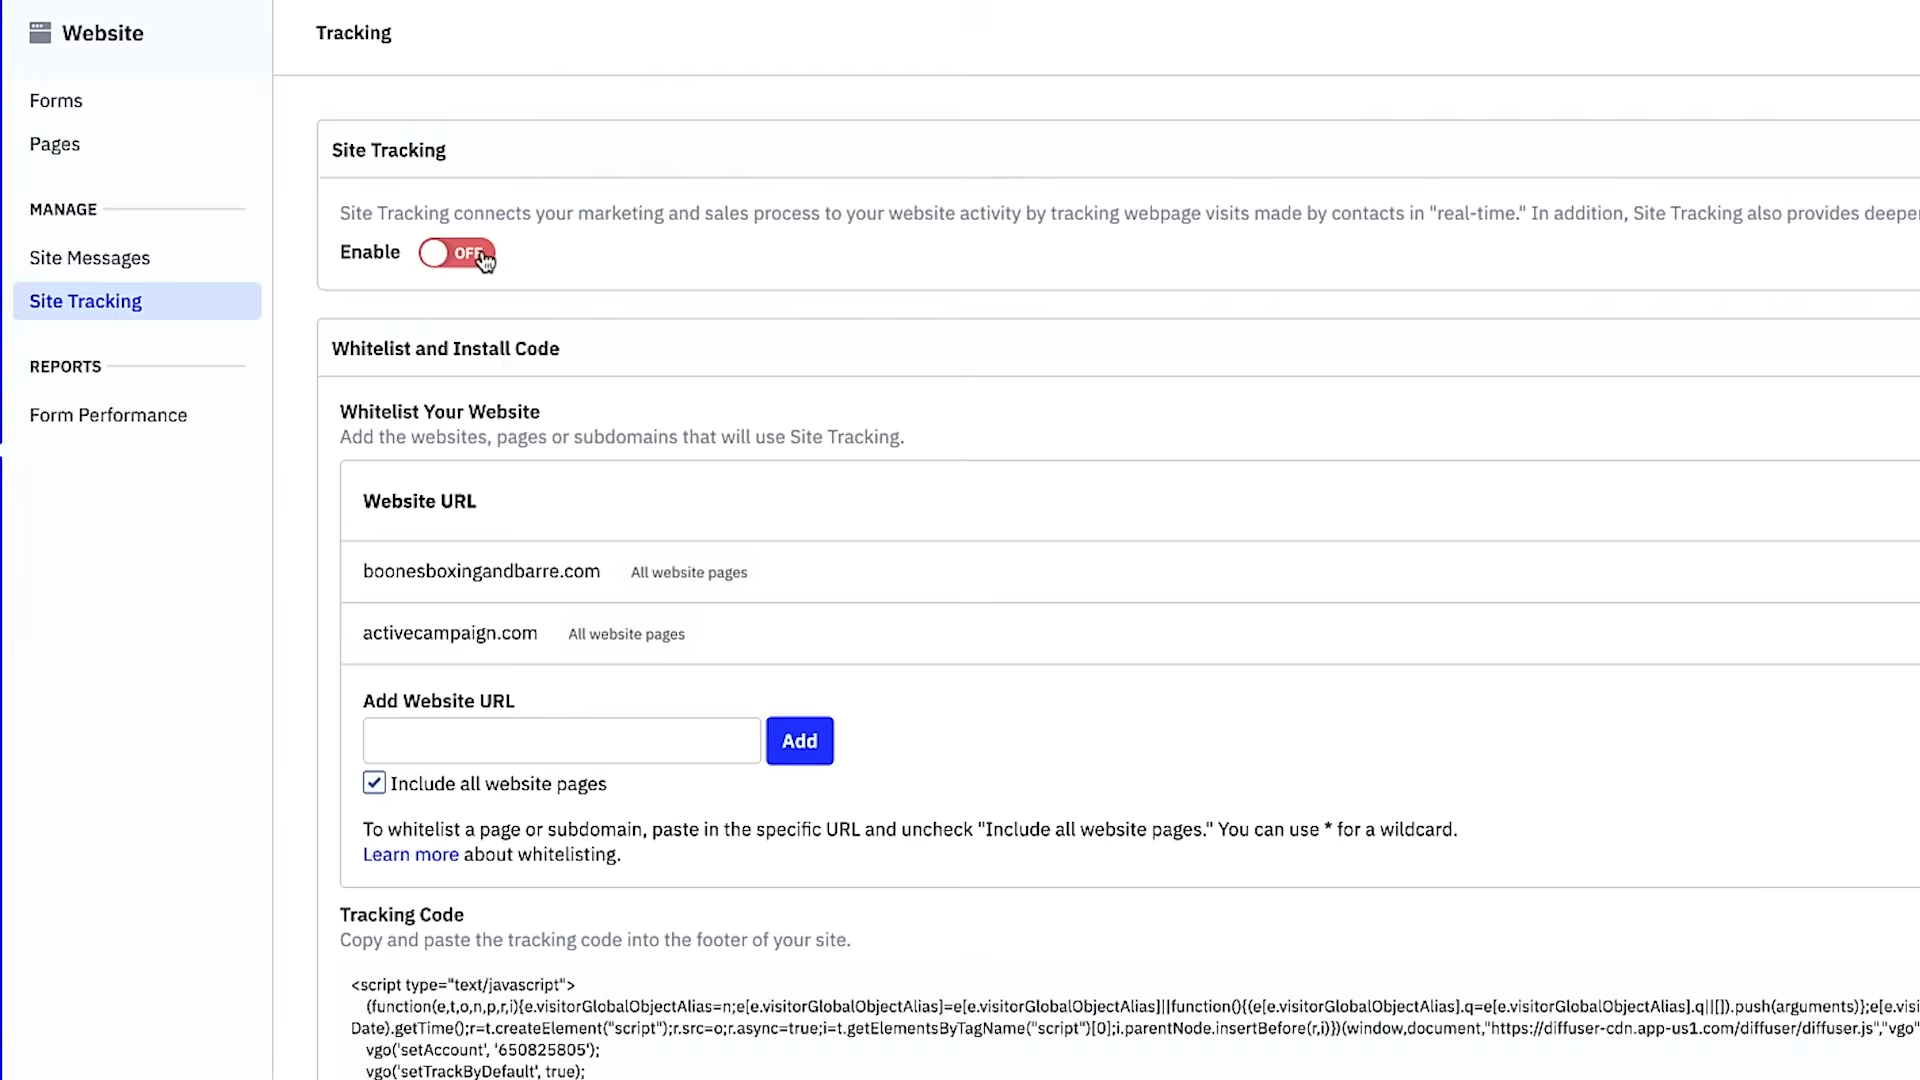 Website
Tracking
Forms
Pages
MANAGE
Site Messages
Site Tracking
REPORTS
Form Performance
Site Tracking
Site Tracking connects your marketing and sales process to your website activity by tracking webpage visits made by contacts in "real-time." In addition, Site Tracking also provides deeper
Enable OFF
Whitelist and Install Code
Whitelist Your Website
Add the websites, pages or subdomains that will use Site Tracking.
Website URL
boonesboxingandbarre.com All website pages
activecampaign.com All website pages
Add Website URL
Add
Include all website pages
To whitelist a page or subdomain, paste in the specific URL and uncheck "Include all website pages." You can use * for a wildcard.
Learn more about whitelisting.
Tracking Code
Copy and paste the tracking code into the footer of your site.
<script type="text/javascript">
(function(e,t,o,n,p,r,i){e.visitorGlobalObjectAlias=n;e[e.visitorGlobalObjectAlias]=e[e.visitorGlobalObjectAlias]||function(){(e[e.visitorGlobalObjectAlias].q=e[e.visitorGlobalObjectAlias].q||[]).push(arguments)};e[e.visi
Date).getTime();r=t.createElement("script");r.src=o;r.async=true;i=t.getElementsByTagName("script")[0];i.parentNode.insertBefore(r,i)})(window,document,"https://diffuser-cdn.app-us1.com/diffuser/diffuser.js","vgo"
vgo('setAccount', '650825805');
vgo('setTrackByDefault', true);